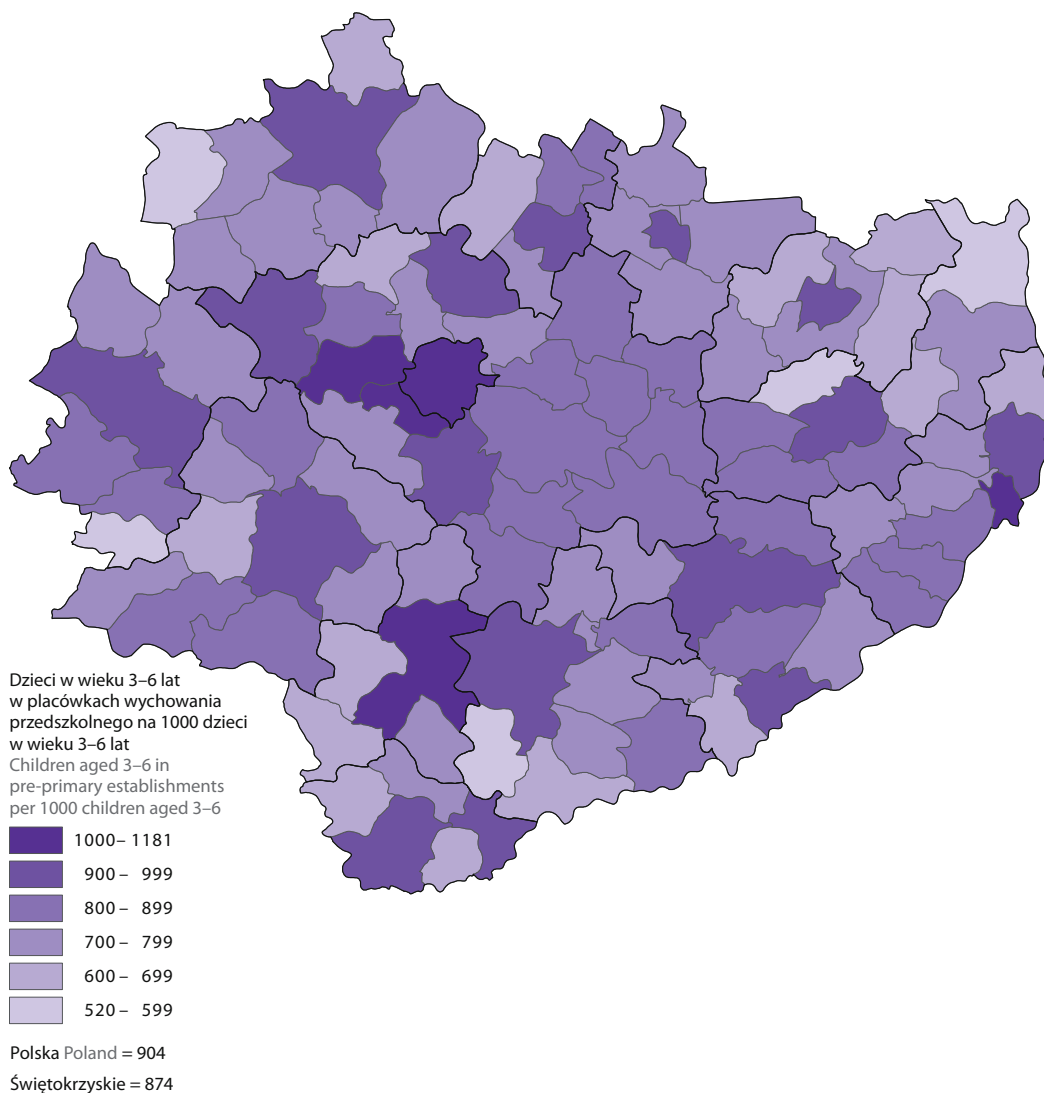 Dzieci w wieku 3–6 lat
w placówkach wychowania
przedszkolnego na 1000 dzieci
w wieku 3–6 lat
Children aged 3–6 in
pre-primary establishments
per 1000 children aged 3–6
1000– 1181
900 – 999
800 – 899
700 – 799
600 – 699
520 – 599
Polska Poland = 904
Świętokrzyskie = 874